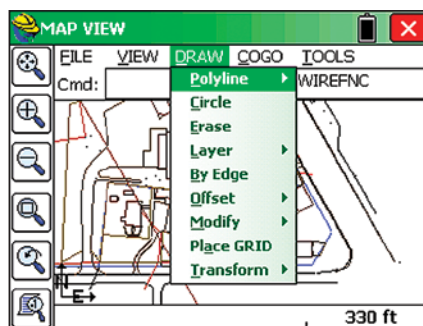 MAP VIEW
FILE VIEW DRAW COGO TOOLS
Cmd: WIREFNC
Polyline
Circle
Erase
Layer
By Edge
Offset
Modify
Place GRID
Transform
N
E
330 ft